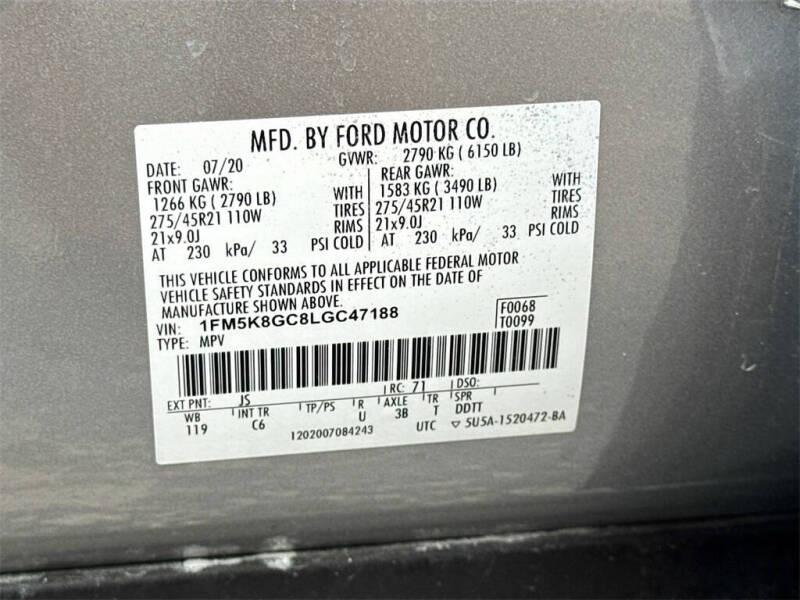 MFD. BY FORD MOTOR CO.
DATE: 07/20 GVWR: 2790 KG ( 6150 LB)
FRONT GAWR: REAR GAWR:
1266 KG ( 2790 LB) WITH 1583 KG ( 3490 LB) WITH
275/45R21 110W TIRES 275/45R21 110W TIRES
21x9.0J RIMS 21x9.0J RIMS
AT 230 kPa/ 33 PSI COLD AT 230 kPa/ 33 PSI COLD
THIS VEHICLE CONFORMS TO ALL APPLICABLE FEDERAL MOTOR
VEHICLE SAFETY STANDARDS IN EFFECT ON THE DATE OF
MANUFACTURE SHOWN ABOVE.
VIN: 1FM5K8GC8LGC47188 F0068
TYPE: MPV T0099
EXT PNT: JS RC: 71 DSO:
WB INT TR TP/PS R AXLE TR SPR
119 C6 U 3B T DDTT
1202007084243 UTC ▽ 5U5A-1520472-BA